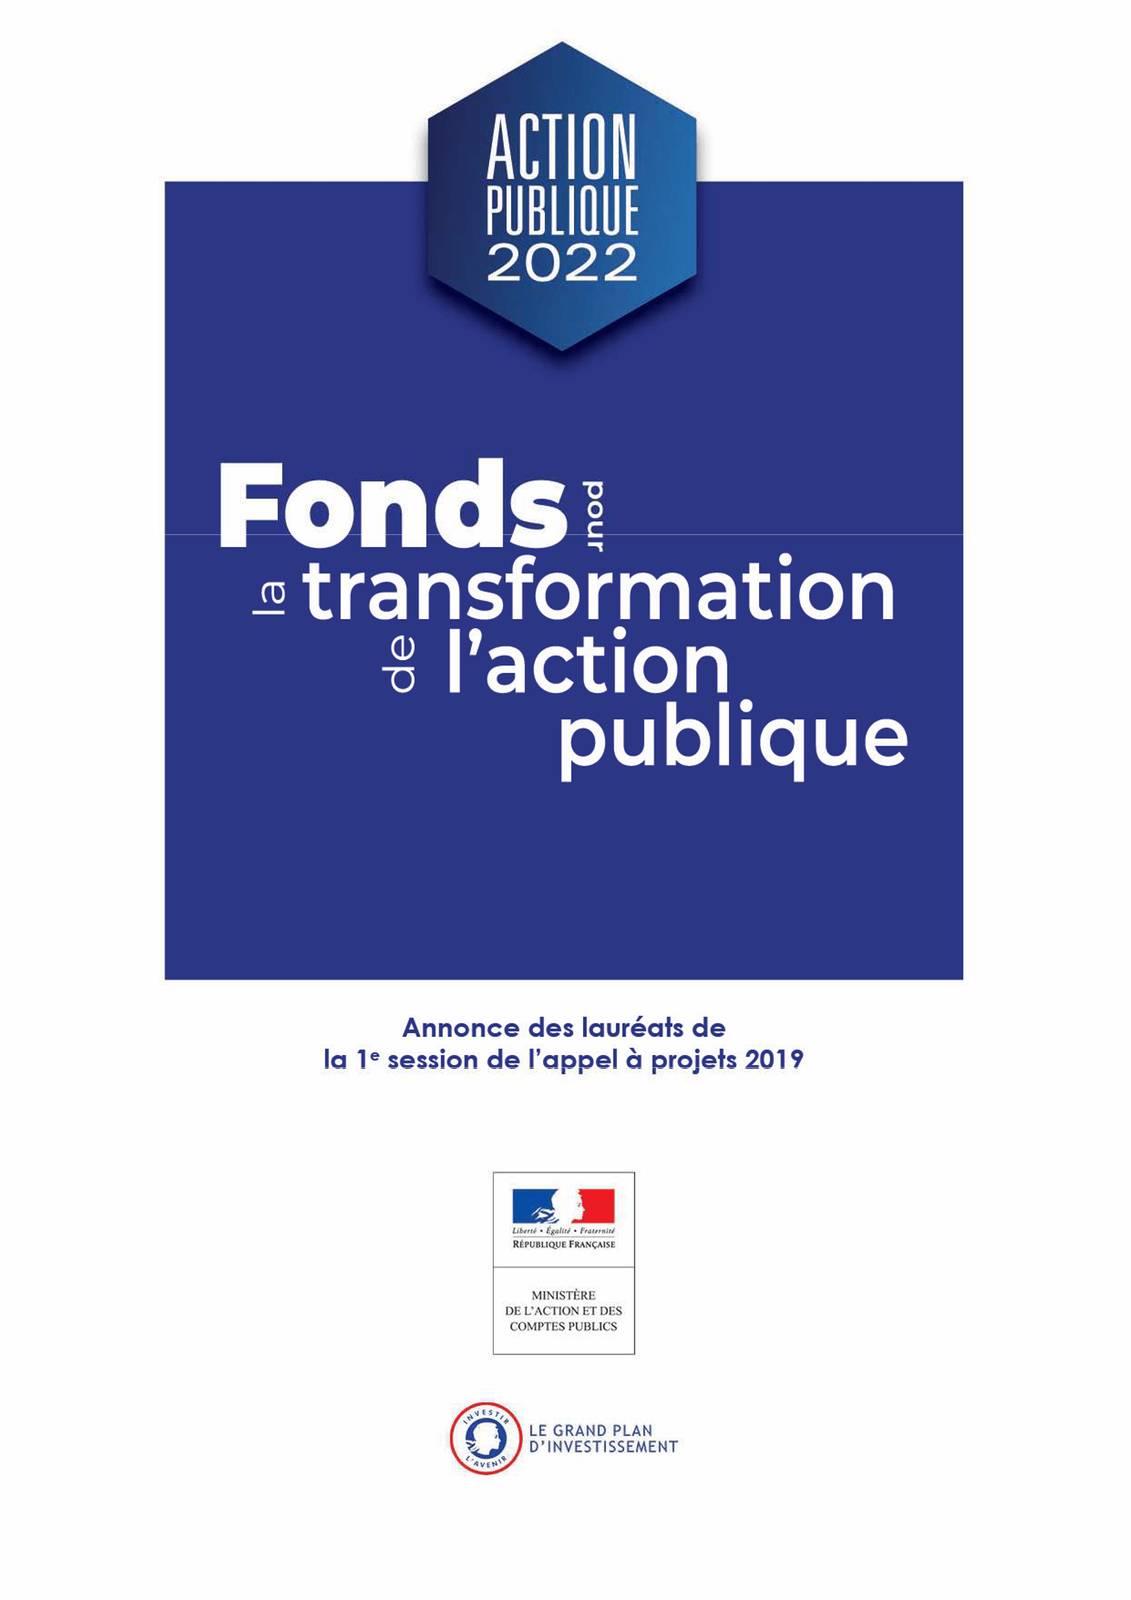 ACTION
PUBLIQUE
2022
Fonds pour
la transformation
de l'action
publique
Annonce des lauréats de
la 1e session de l'appel à projets 2019
Liberté • Égalité • Fraternité
RÉPUBLIQUE FRANÇAISE
MINISTÈRE
DE L'ACTION ET DES
COMPTES PUBLICS
INVESTIR
L'AVENIR
LE GRAND PLAN
D'INVESTISSEMENT